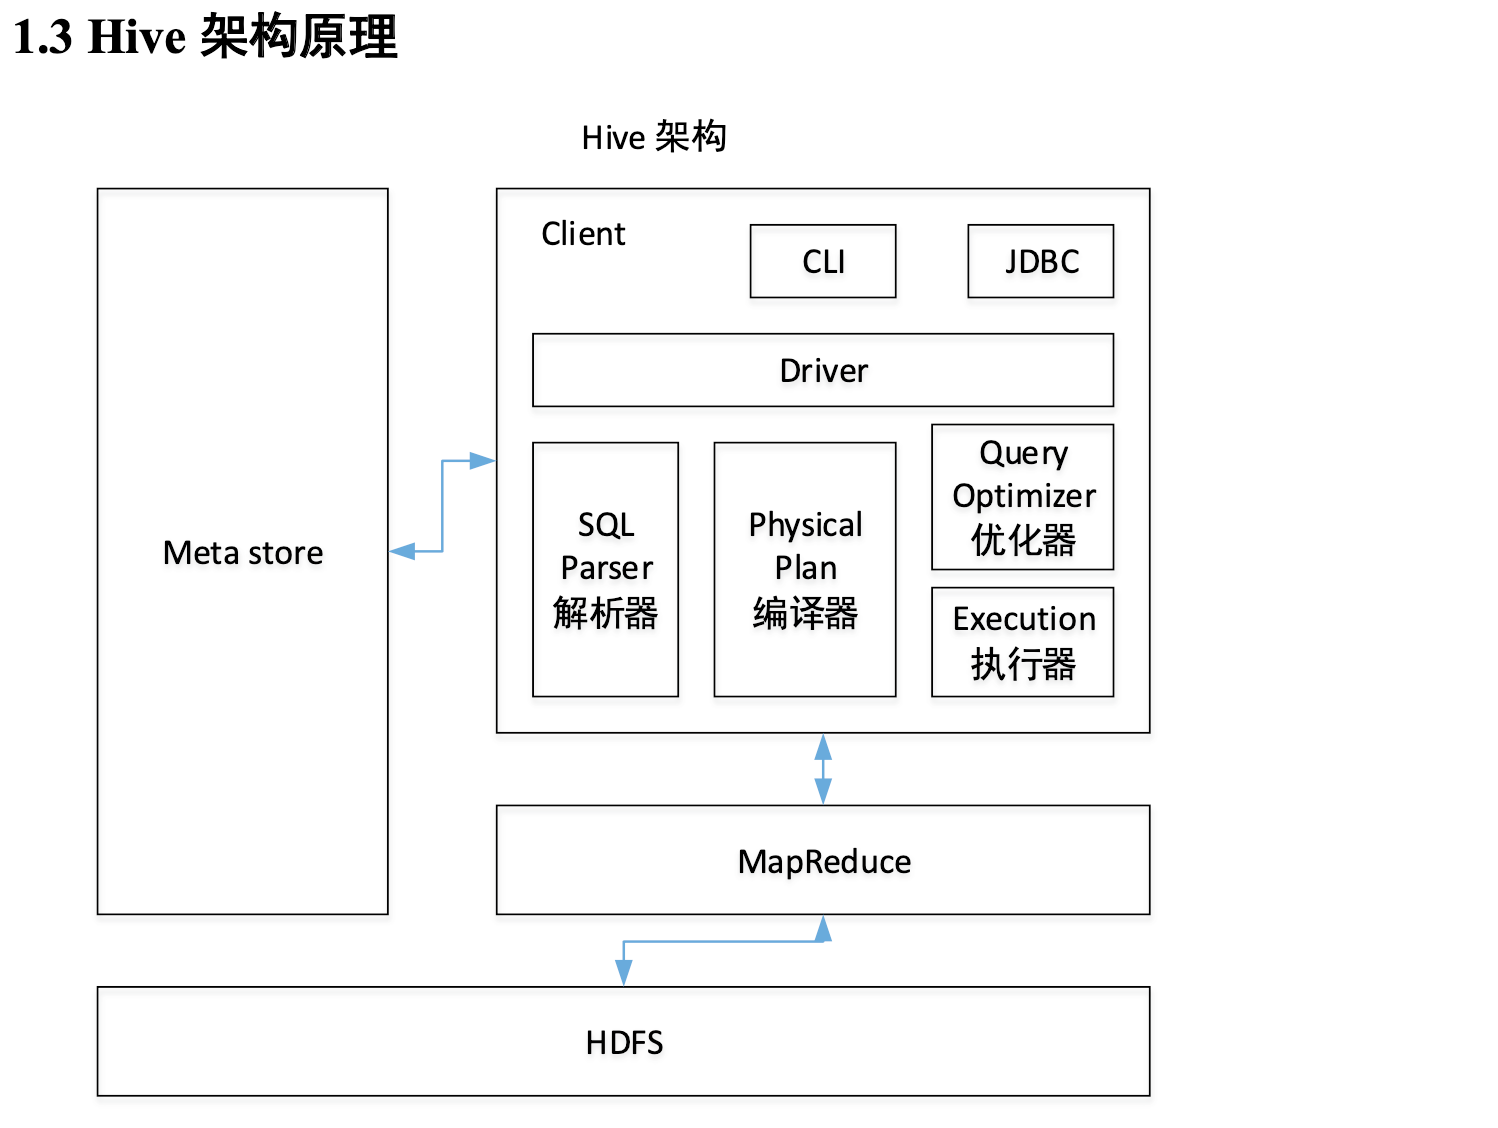 1.3 Hive 架构原理
Hive 架构
Client
CLI
JDBC
Driver
Meta store
SQL
Parser
解析器
Physical
Plan
编译器
Query
Optimizer
优化器
Execution
执行器
MapReduce
HDFS